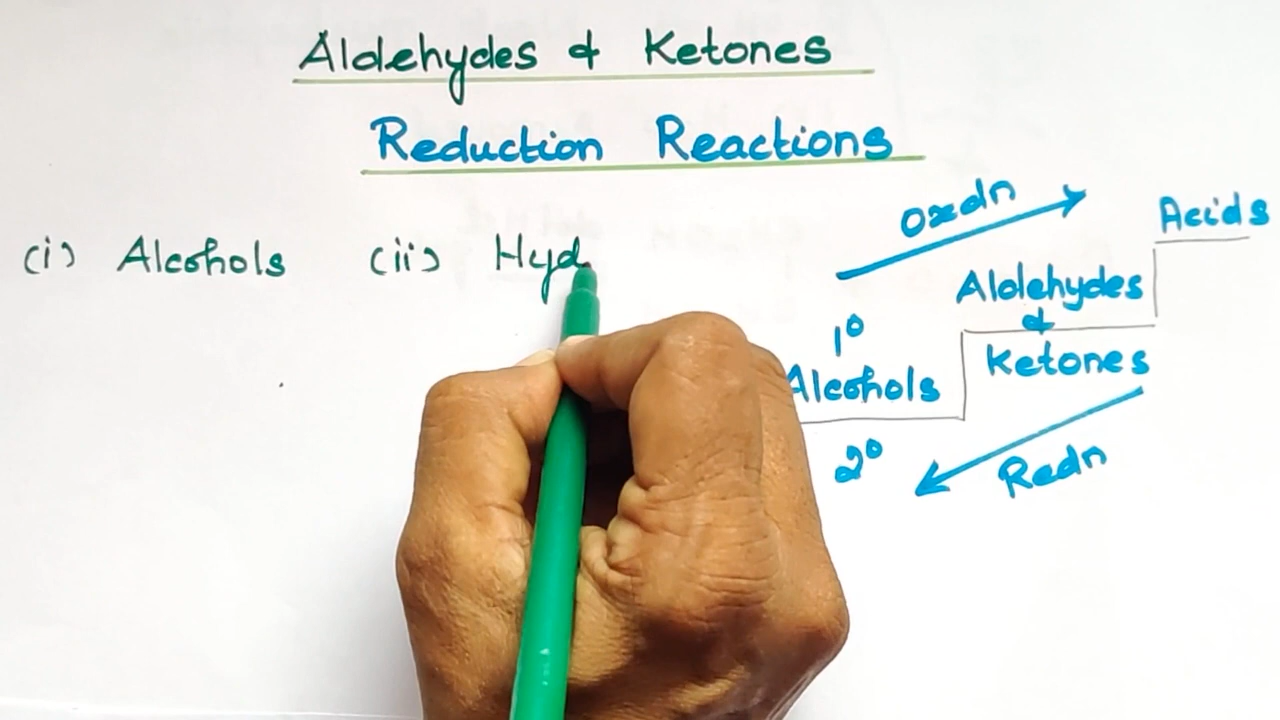 Aldehydes & Ketones
Reduction Reactions
Oxdn
Acids
(i) Alcohols (ii) Hyd
Aldehydes
&
Ketones
1°
Alcohols
2°
Redn